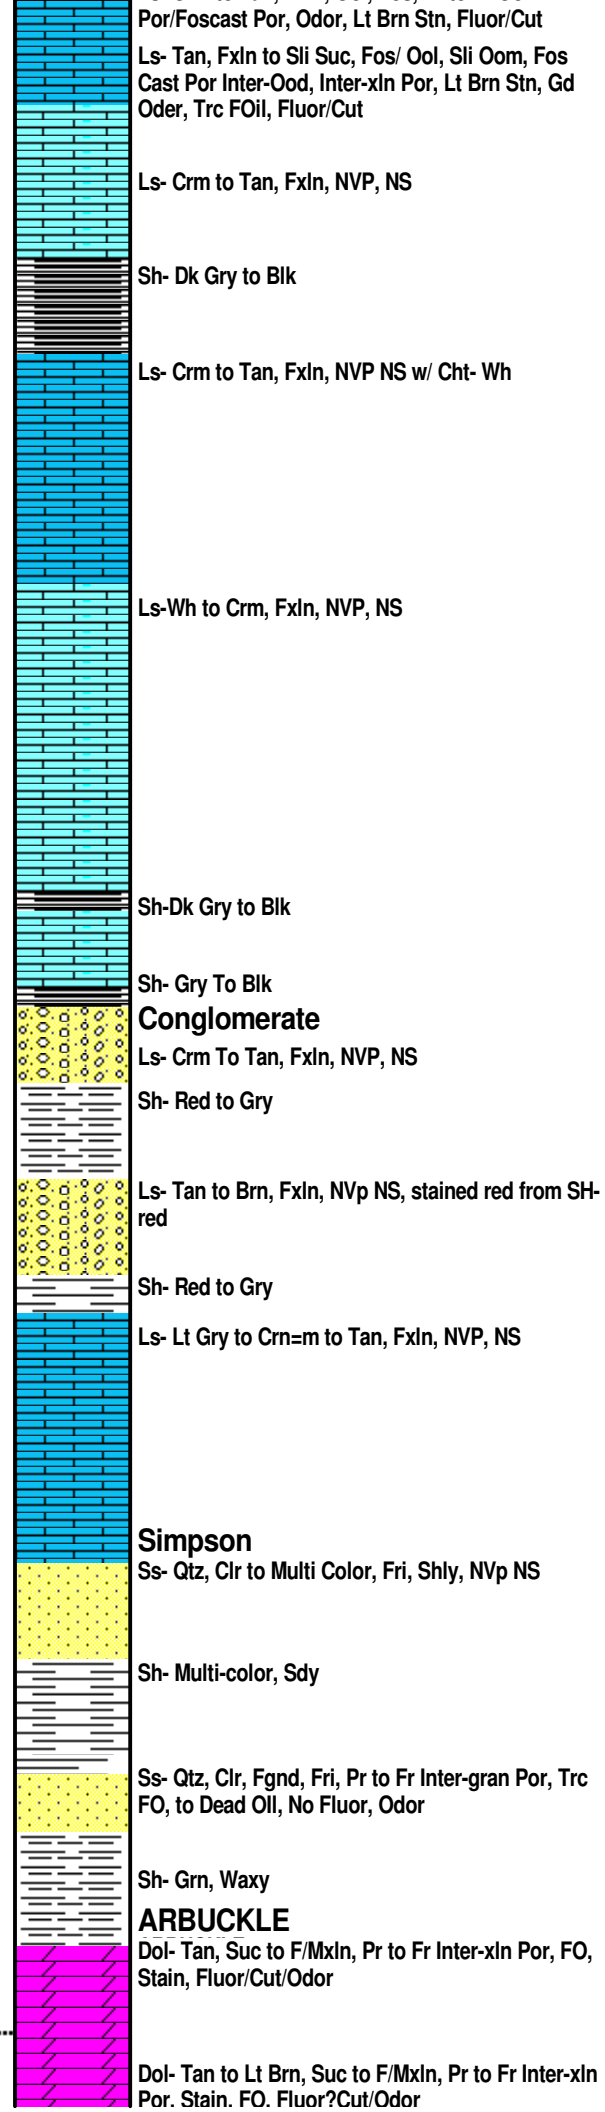 Por/Foscast Por, Odor, Lt Brn Stn, Fluor/Cut
Ls- Tan, Fxln to Sli Suc, Fos/ Ool, Sli Oom, Fos
Cast Por Inter-Ood, Inter-xln Por, Lt Brn Stn, Gd
Oder, Trc FOil, Fluor/Cut
Ls- Crm to Tan, Fxln, NVP, NS
Sh- Dk Gry to Blk
Ls- Crm to Tan, Fxln, NVP NS w/ Cht- Wh
Ls-Wh to Crm, Fxln, NVP, NS
Sh-Dk Gry to Blk
Sh- Gry To Blk
Conglomerate
Ls- Crm To Tan, Fxln, NVP, NS
Sh- Red to Gry
Ls- Tan to Brn, Fxln, NVp NS, stained red from SH-
red
Sh- Red to Gry
Ls- Lt Gry to Crn=m to Tan, Fxln, NVP, NS
Simpson
Ss- Qtz, Clr to Multi Color, Fri, Shly, NVp NS
Sh- Multi-color, Sdy
Ss- Qtz, Clr, Fgnd, Fri, Pr to Fr Inter-gran Por, Trc
FO, to Dead OIl, No Fluor, Odor
Sh- Grn, Waxy
ARBUCKLE
Dol- Tan, Suc to F/Mxln, Pr to Fr Inter-xln Por, FO,
Stain, Fluor/Cut/Odor
Dol- Tan to Lt Brn, Suc to F/Mxln, Pr to Fr Inter-xln
Por, Stain, FO, Fluor?Cut/Odor